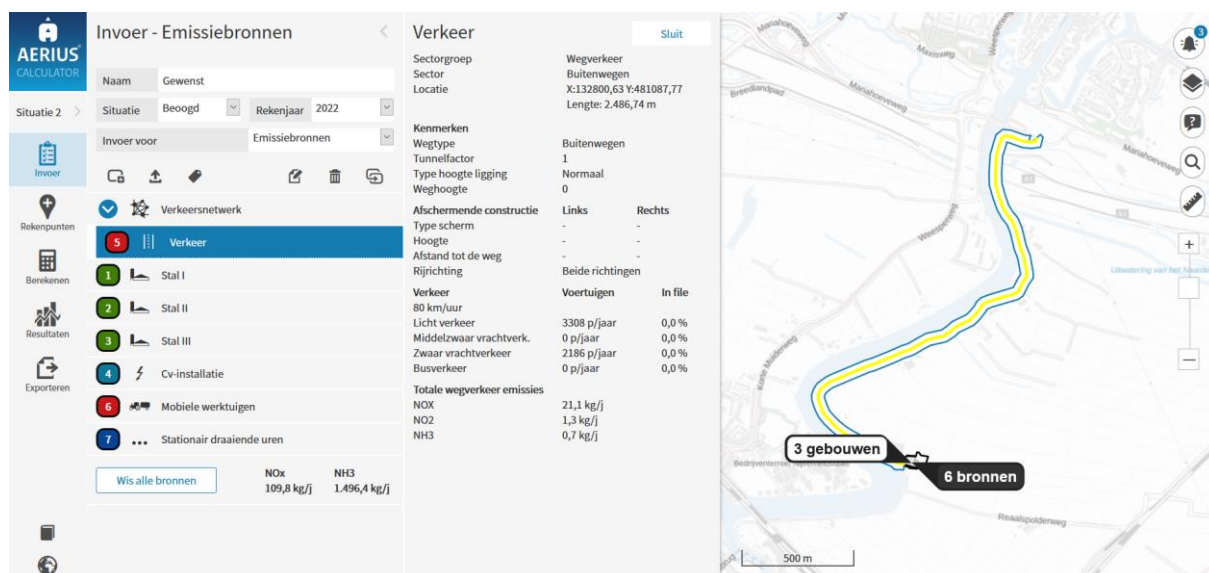 AERIUS
CALCULATOR
Situatie 2
Invoer
Rekenpunten
Berekenen
Resultaten
Exporteren
Invoer - Emissiebronnen
Naam Gewenst
Situatie Beoogd Rekenjaar 2022
Invoer voor Emissiebronnen
Verkeersnetwerk
5 Verkeer
1 Stal I
2 Stal II
3 Stal III
4 Cv-installatie
6 Mobiele werktuigen
7 Stationair draaiende uren
Wis alle bronnen
NOx NH3
109,8 kg/j 1.496,4 kg/j
Verkeer Sluit
Sectorgroep Wegverkeer
Sector Buitenwegen
Locatie X:132800,63 Y:481087,77
Lengte: 2.486,74 m
Kenmerken
Wegtype Buitenwegen
Tunnelfactor 1
Type hoogte ligging Normaal
Weghoogte 0
Afschermende constructie Links Rechts
Type scherm - -
Hoogte - -
Afstand tot de weg - -
Rijrichting Beide richtingen
Verkeer Voertuigen In file
80 km/uur
Licht verkeer 3308 p/jaar 0,0 %
Middelzwaar vrachtverk. 0 p/jaar 0,0 %
Zwaar vrachtverkeer 2186 p/jaar 0,0 %
Busverkeer 0 p/jaar 0,0 %
Totale wegverkeer emissies
NOX 21,1 kg/j
NO2 1,3 kg/j
NH3 0,7 kg/j
Mariahoeveweg
Maxisweg
Breedlandpad
Mariahoeveweg
3
Mariahoeveweg
Weesperweg
Korte Muiderweg
3 gebouwen
6 bronnen
Reaalspolderweg
500 m